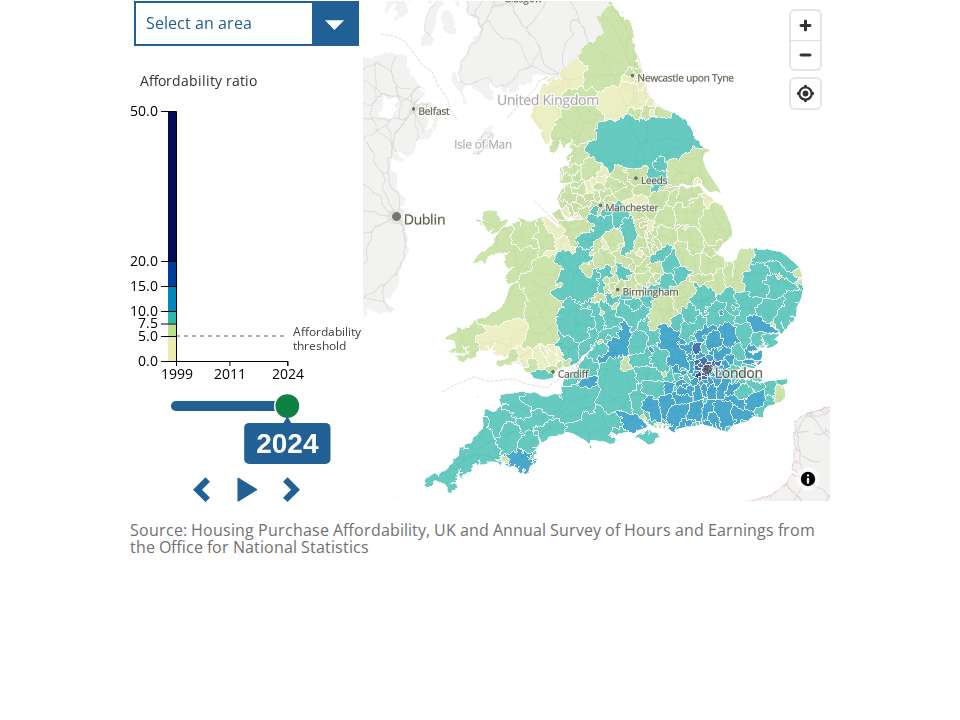 Select an area
Affordability ratio
50.0
20.0
15.0
10.0
7.5
5.0
0.0
Affordability
threshold
1999
2011
2024
2024
Glasgow
Newcastle upon Tyne
United Kingdom
Belfast
Isle of Man
Leeds
Manchester
Dublin
Birmingham
Cardiff
London
Source: Housing Purchase Affordability, UK and Annual Survey of Hours and Earnings from
the Office for National Statistics